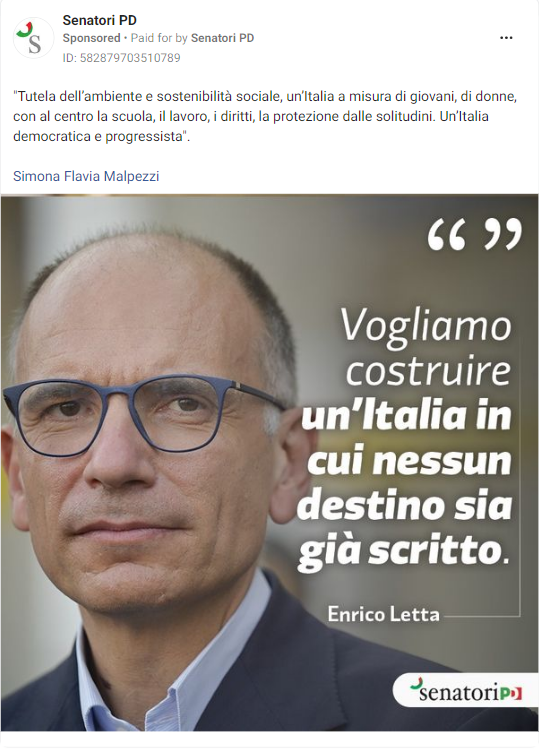 Senatori PD
Sponsored • Paid for by Senatori PD
ID: 582879703510789
"Tutela dell'ambiente e sostenibilità sociale, un'Italia a misura di giovani, di donne,
con al centro la scuola, il lavoro, i diritti, la protezione dalle solitudini. Un'Italia
democratica e progressista".
Simona Flavia Malpezzi
“ ”
Vogliamo
costruire
un'Italia in
cui nessun
destino sia
già scritto.
Enrico Letta
senatoriPD
S